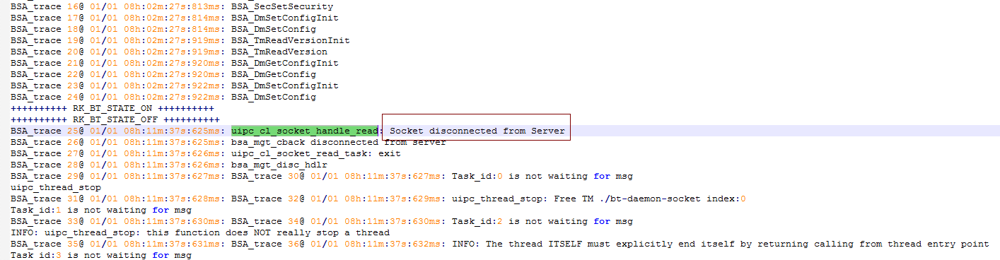 BSA_trace 16@ 01/01 08h:02m:27s:813ms: BSA_SecSetSecurity
BSA_trace 17@ 01/01 08h:02m:27s:814ms: BSA_DmSetConfigInit
BSA_trace 18@ 01/01 08h:02m:27s:814ms: BSA_DmSetConfig
BSA_trace 19@ 01/01 08h:02m:27s:919ms: BSA_TmReadVersionInit
BSA_trace 20@ 01/01 08h:02m:27s:919ms: BSA_TmReadVersion
BSA_trace 21@ 01/01 08h:02m:27s:920ms: BSA_DmGetConfigInit
BSA_trace 22@ 01/01 08h:02m:27s:920ms: BSA_DmGetConfig
BSA_trace 23@ 01/01 08h:02m:27s:922ms: BSA_DmSetConfigInit
BSA_trace 24@ 01/01 08h:02m:27s:922ms: BSA_DmSetConfig
++++++++++ RK_BT_STATE_ON ++++++++++
++++++++++ RK_BT_STATE_OFF ++++++++++
BSA_trace 25@ 01/01 08h:11m:37s:625ms: uipc_cl_socket_handle_read: Socket disconnected from Server
BSA_trace 26@ 01/01 08h:11m:37s:625ms: bsa_mgt_cback disconnected from server
BSA_trace 27@ 01/01 08h:11m:37s:626ms: uipc_cl_socket_read_task: exit
BSA_trace 28@ 01/01 08h:11m:37s:626ms: bsa_mgt_disc_hdlr
BSA_trace 29@ 01/01 08h:11m:37s:627ms: BSA_trace 30@ 01/01 08h:11m:37s:627ms: Task_id:0 is not waiting for msg
uipc_thread_stop
BSA_trace 31@ 01/01 08h:11m:37s:628ms: BSA_trace 32@ 01/01 08h:11m:37s:629ms: uipc_thread_stop: Free TM ./bt-daemon-socket index:0
Task_id:1 is not waiting for msg
BSA_trace 33@ 01/01 08h:11m:37s:630ms: BSA_trace 34@ 01/01 08h:11m:37s:630ms: Task_id:2 is not waiting for msg
INFO: uipc_thread_stop: this function does NOT really stop a thread
BSA_trace 35@ 01/01 08h:11m:37s:631ms: BSA_trace 36@ 01/01 08h:11m:37s:632ms: INFO: The thread ITSELF must explicitly end itself by returning calling from thread entry point
Task id:3 is not waiting for msg